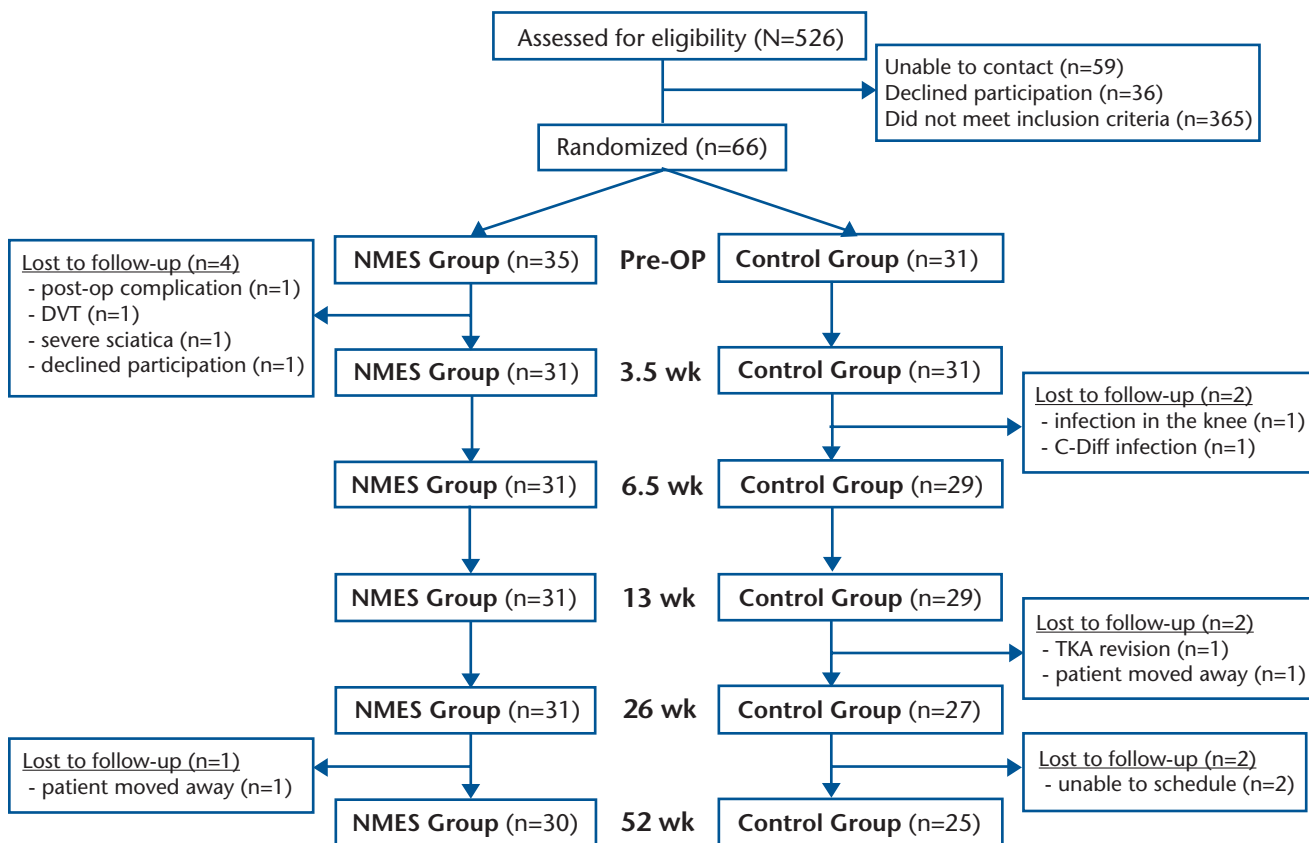 Assessed for eligibility (N=526)
Unable to contact (n=59)
Declined participation (n=36)
Did not meet inclusion criteria (n=365)
Randomized (n=66)
NMES Group (n=35)
Pre-OP
Control Group (n=31)
Lost to follow-up (n=4)
- post-op complication (n=1)
- DVT (n=1)
- severe sciatica (n=1)
- declined participation (n=1)
NMES Group (n=31)
3.5 wk
Control Group (n=31)
Lost to follow-up (n=2)
- infection in the knee (n=1)
- C-Diff infection (n=1)
NMES Group (n=31)
6.5 wk
Control Group (n=29)
NMES Group (n=31)
13 wk
Control Group (n=29)
Lost to follow-up (n=2)
- TKA revision (n=1)
- patient moved away (n=1)
NMES Group (n=31)
26 wk
Control Group (n=27)
Lost to follow-up (n=1)
- patient moved away (n=1)
Lost to follow-up (n=2)
- unable to schedule (n=2)
NMES Group (n=30)
52 wk
Control Group (n=25)